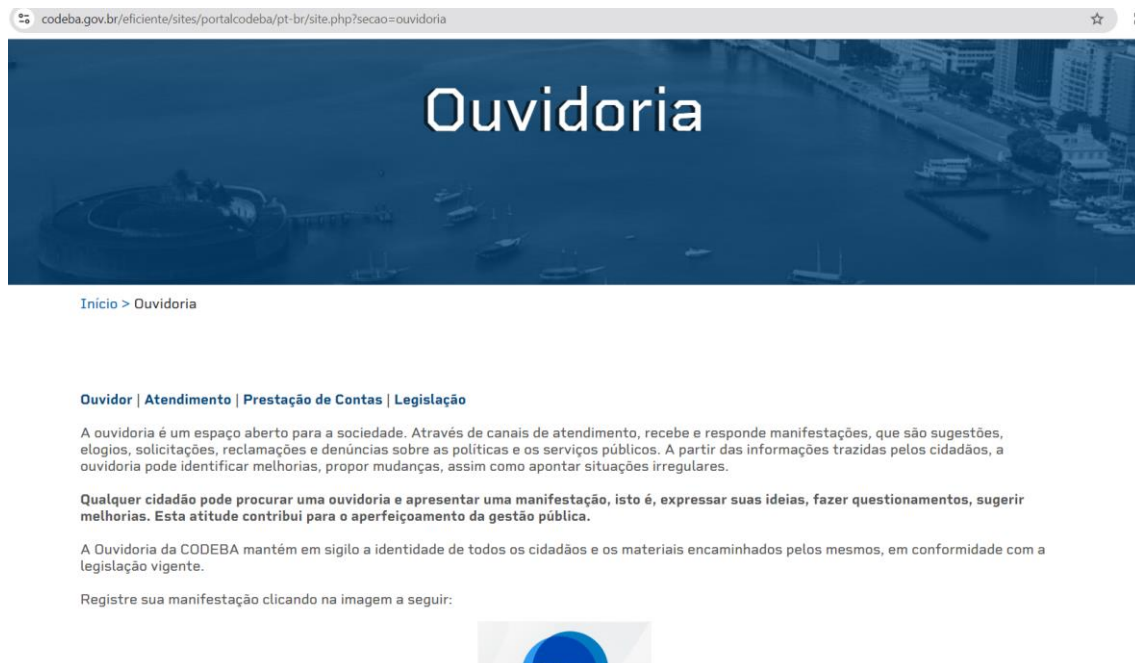 codeba.gov.br/eficiente/sites/portalcodeba/pt-br/site.php?secao=ouvidoria
Ouvidoria
Início > Ouvidoria
Ouvidor | Atendimento | Prestação de Contas | Legislação
A ouvidoria é um espaço aberto para a sociedade. Através de canais de atendimento, recebe e responde manifestações, que são sugestões,
elogios, solicitações, reclamações e denúncias sobre as políticas e os serviços públicos. A partir das informações trazidas pelos cidadãos, a
ouvidoria pode identificar melhorias, propor mudanças, assim como apontar situações irregulares.
Qualquer cidadão pode procurar uma ouvidoria e apresentar uma manifestação, isto é, expressar suas ideias, fazer questionamentos, sugerir
melhorias. Esta atitude contribui para o aperfeiçoamento da gestão pública.
A Ouvidoria da CODEBA mantém em sigilo a identidade de todos os cidadãos e os materiais encaminhados pelos mesmos, em conformidade com a
legislação vigente.
Registre sua manifestação clicando na imagem a seguir: